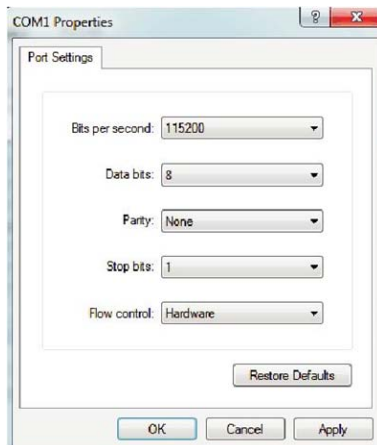 COM1 Properties
Port Settings
Bits per second: 115200
Data bits: 8
Parity: None
Stop bits: 1
Flow control: Hardware
Restore Defaults
OK Cancel Apply